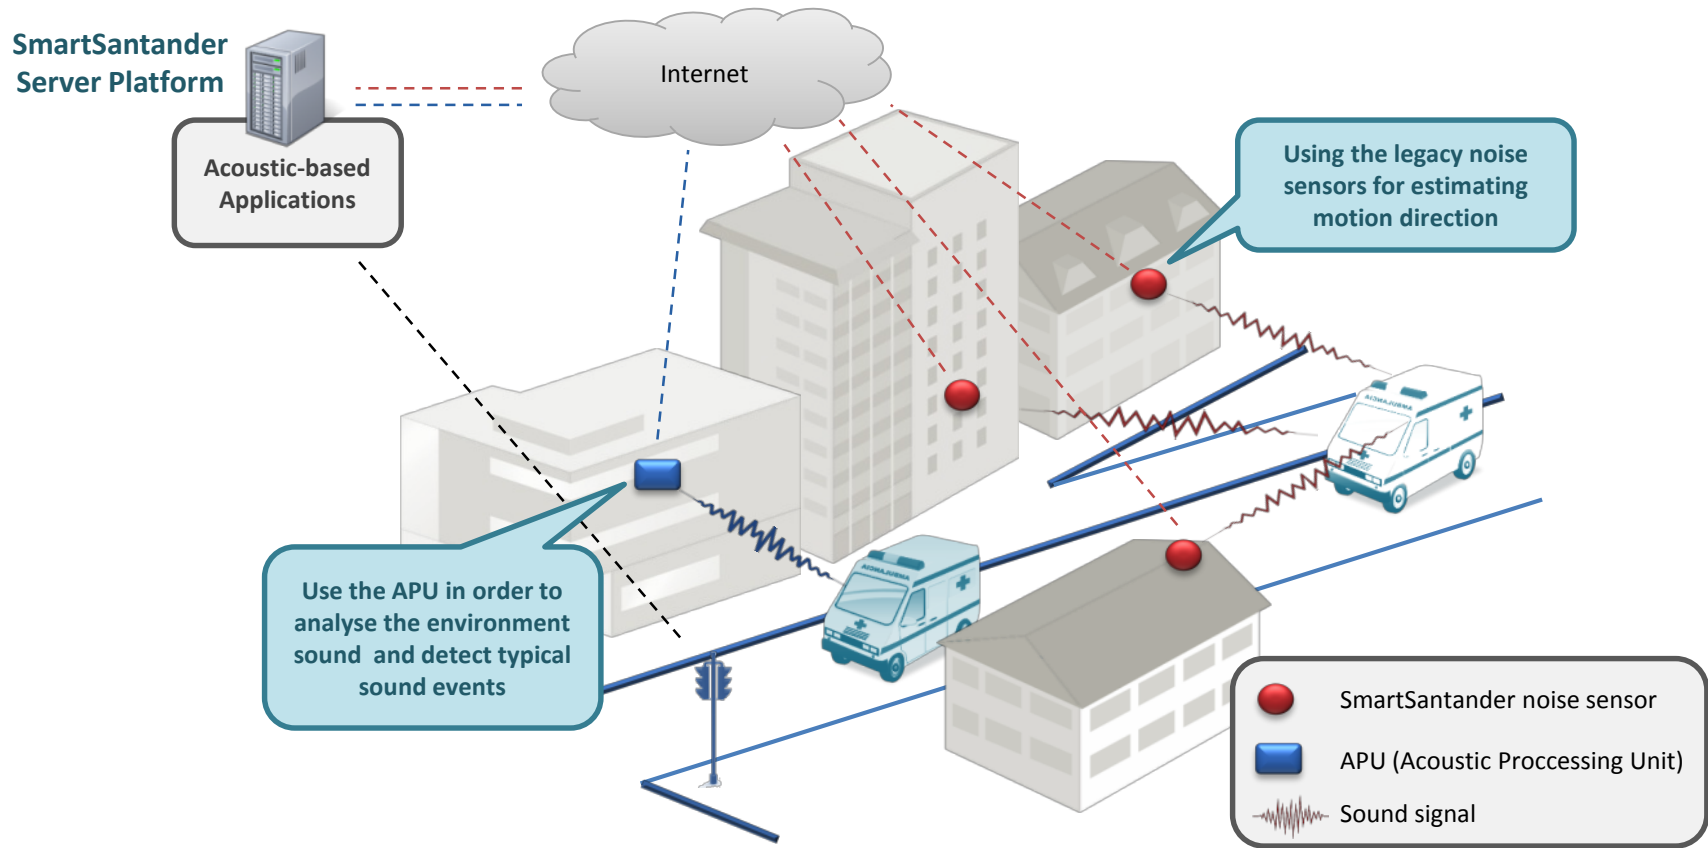 SmartSantander
Server Platform
Internet
Acoustic-based
Applications
Using the legacy noise
sensors for estimating
motion direction
AMBULANCIA
AMBULANCIA
Use the APU in order to
analyse the environment
sound and detect typical
sound events
SmartSantander noise sensor
APU (Acoustic Proccessing Unit)
Sound signal